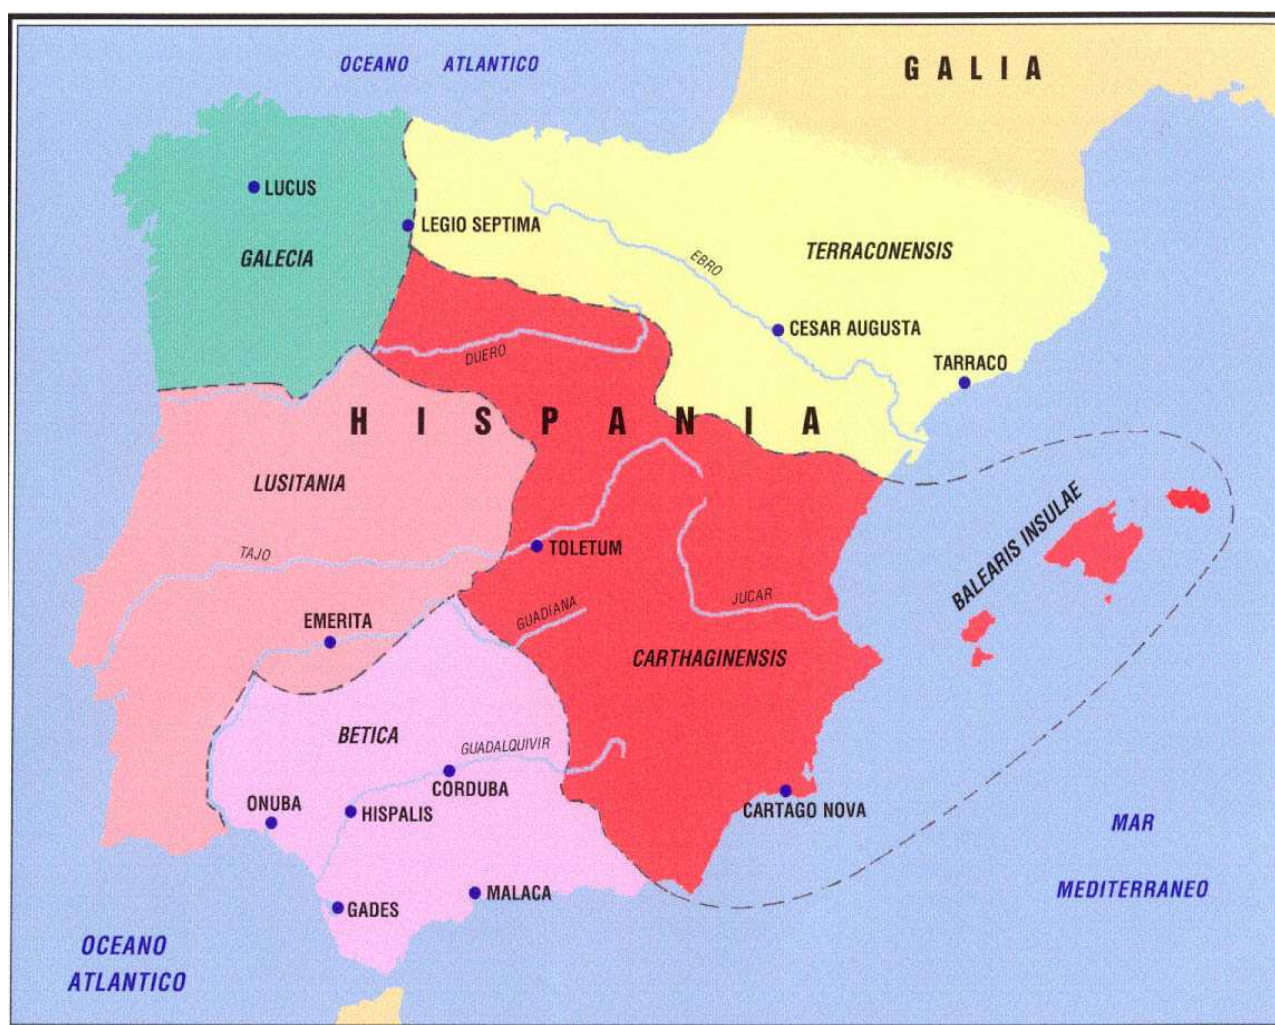 OCEANO ATLANTICO
GALIA
LUCUS
LEGIO SEPTIMA
GALECIA
TERRACONENSIS
EBRO
CESAR AUGUSTA
DUERO
TARRACO
HISPANIA
LUSITANIA
BALEARIS INSULAE
TAJO
TOLETUM
JUCAR
EMERITA
GUADIANA
CARTHAGINENSIS
BETICA
GUADALQUIVIR
CORDUBA
ONUBA
HISPALIS
CARTAGO NOVA
MAR
MEDITERRANEO
MALACA
GADES
OCEANO
ATLANTICO